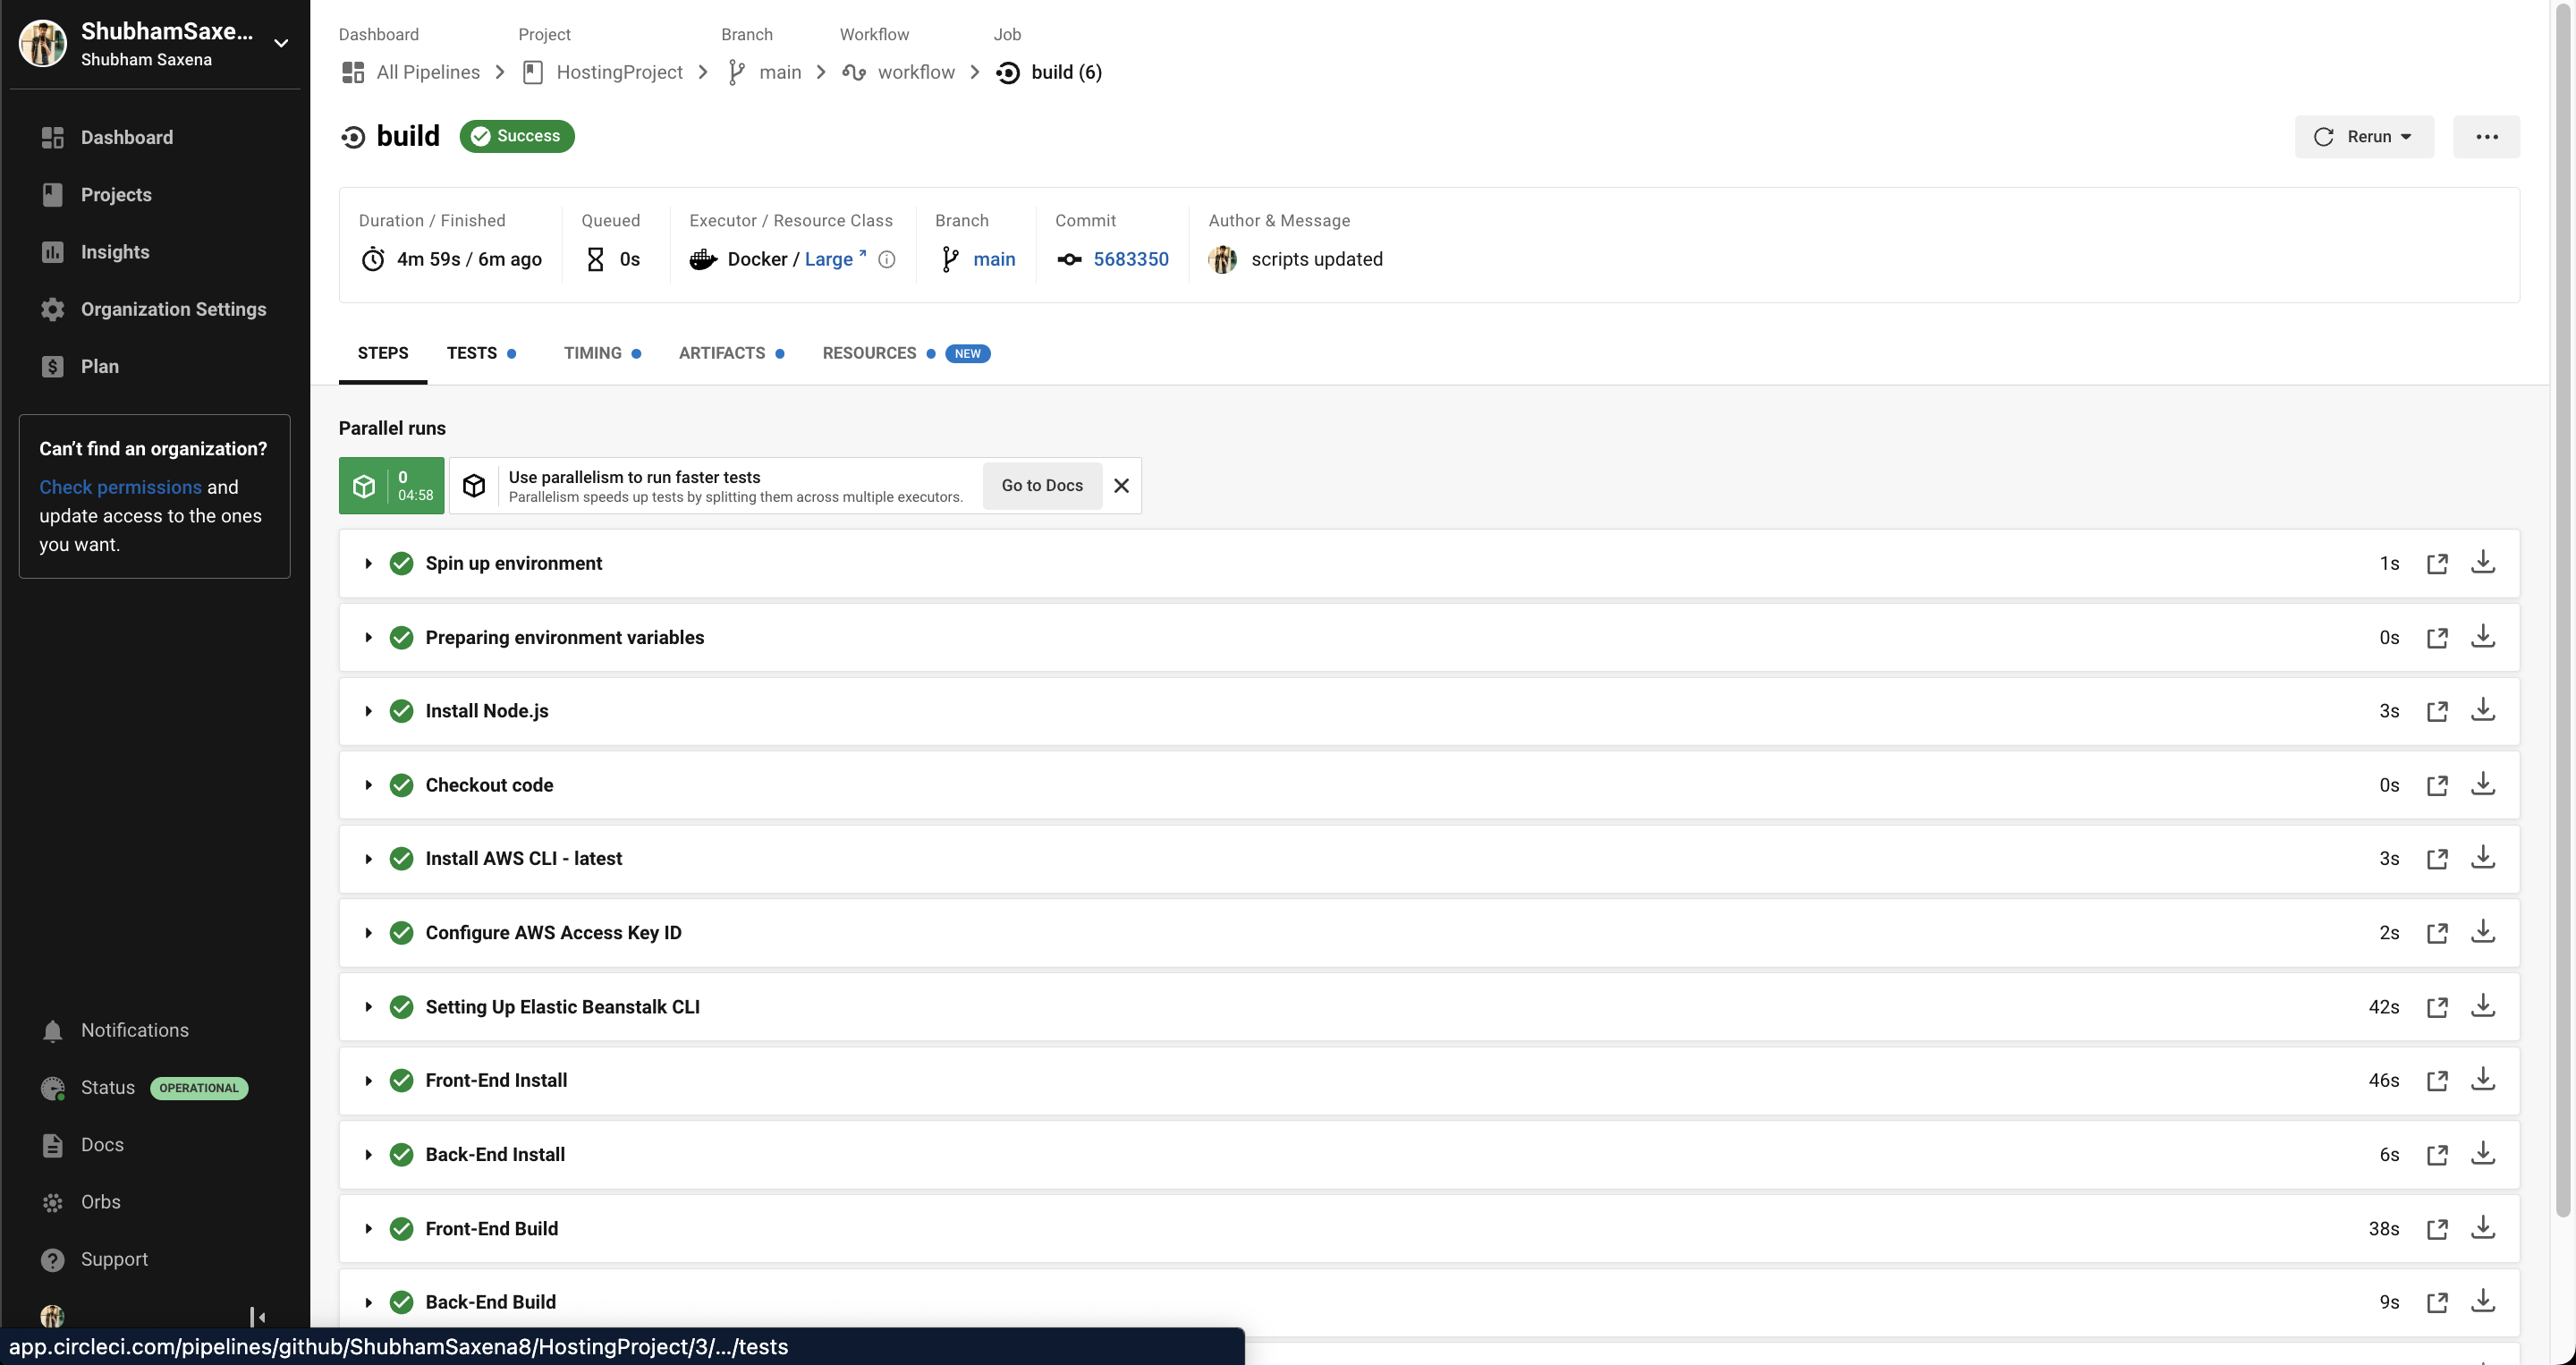 ShubhamSaxe...
Shubham Saxena
Dashboard
Projects
Insights
Organization Settings
Plan
Can't find an organization?
Check permissions and
update access to the ones
you want.
Notifications
Status OPERATIONAL
Docs
Orbs
Support
Dashboard Project Branch Workflow Job
All Pipelines HostingProject main workflow build (6)
build Success Rerun
Duration / Finished Queued Executor / Resource Class Branch Commit Author & Message
4m 59s / 6m ago 0s Docker / Large main 5683350 scripts updated
STEPS TESTS TIMING ARTIFACTS RESOURCES NEW
Parallel runs
0
04:58
Use parallelism to run faster tests
Parallelism speeds up tests by splitting them across multiple executors.
Go to Docs
Spin up environment 1s
Preparing environment variables 0s
Install Node.js 3s
Checkout code 0s
Install AWS CLI - latest 3s
Configure AWS Access Key ID 2s
Setting Up Elastic Beanstalk CLI 42s
Front-End Install 46s
Back-End Install 6s
Front-End Build 38s
Back-End Build 9s
app.circleci.com/pipelines/github/ShubhamSaxena8/HostingProject/3/.../tests